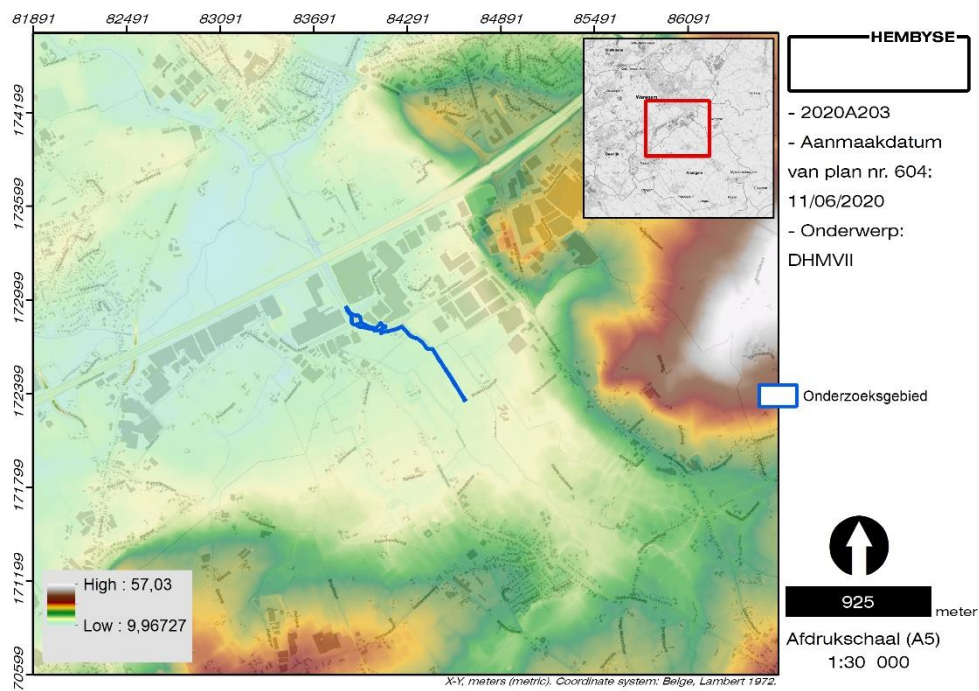 81891 82491 83091 83691 84291 84891 85491 86091
174199
173599
172999
172399
171799
171199
70599
High : 57,03
Low : 9,96727
X-Y, meters (metric). Coordinate system: Belge, Lambert 1972.
HEMBYSE
- 2020A203
- Aanmaakdatum
van plan nr. 604:
11/06/2020
- Onderwerp:
DHMVII
Onderzoeksgebied
925
meter
Afdrukschaal (A5)
1:30 000